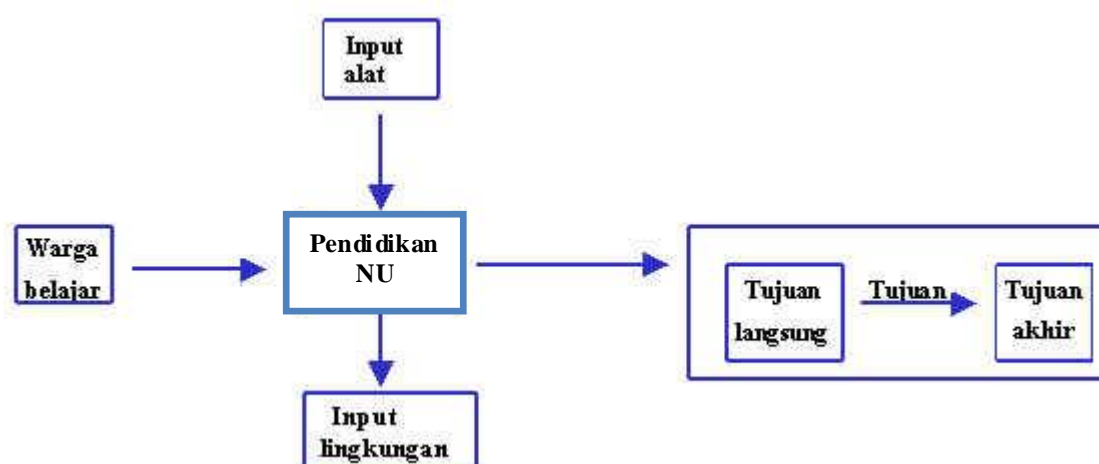 Input
alat
Warga
belajar
Pendidikan
NU
Tujuan
langsung
Tujuan
Tujuan
akhir
Input
lingkungan